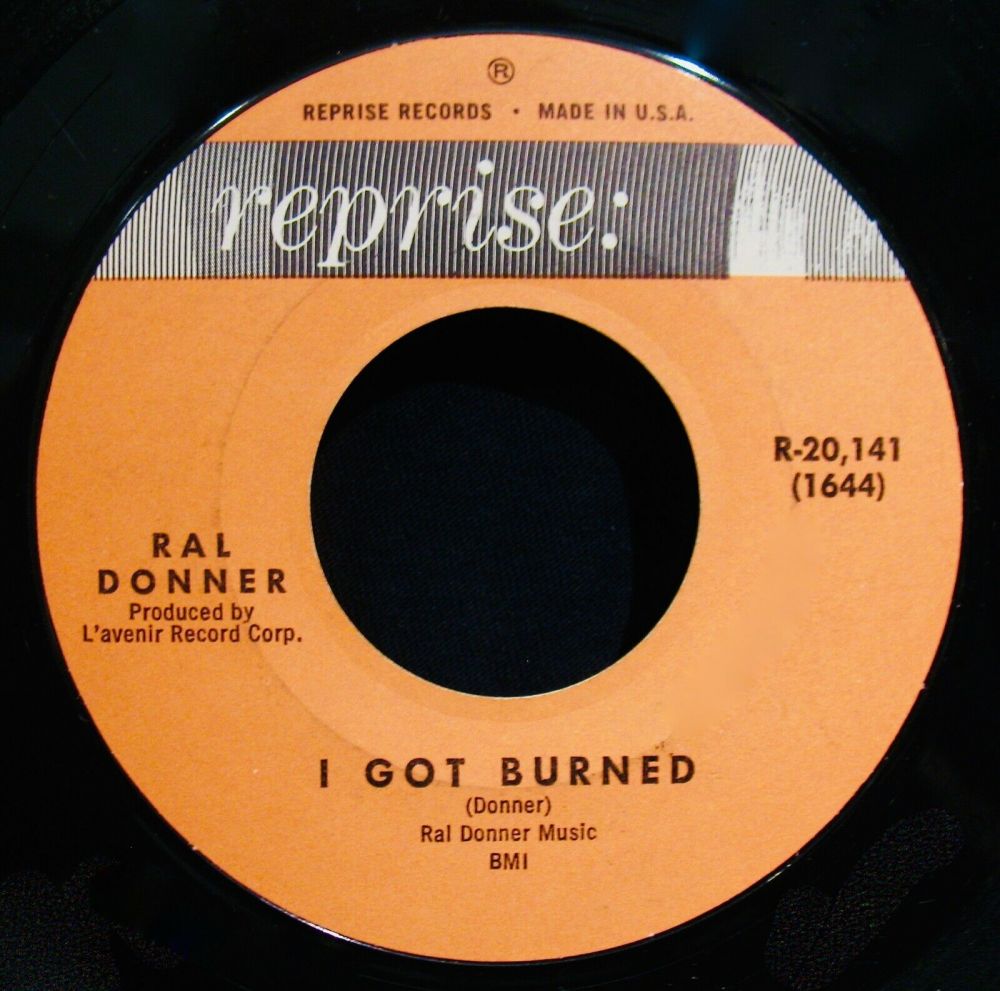 ®
REPRISE RECORDS • MADE IN U.S.A.
reprise:
R-20,141
(1644)
RAL
DONNER
Produced by
L'avenir Record Corp.
I GOT BURNED
(Donner)
Ral Donner Music
BMI